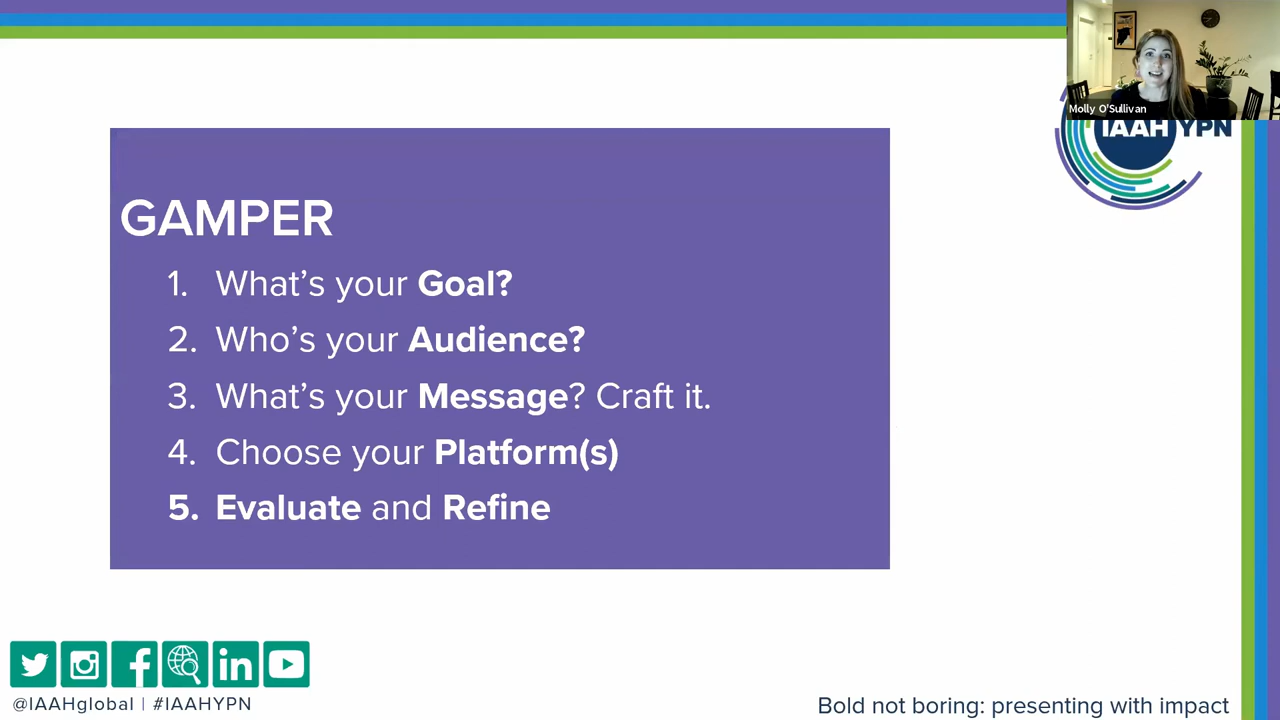 Molly O'Sullivan
IAAH YPN
GAMPER
1. What's your Goal?
2. Who's your Audience?
3. What's your Message? Craft it.
4. Choose your Platform(s)
5. Evaluate and Refine
@IAAHglobal | #IAAHYPN
Bold not boring: presenting with impact